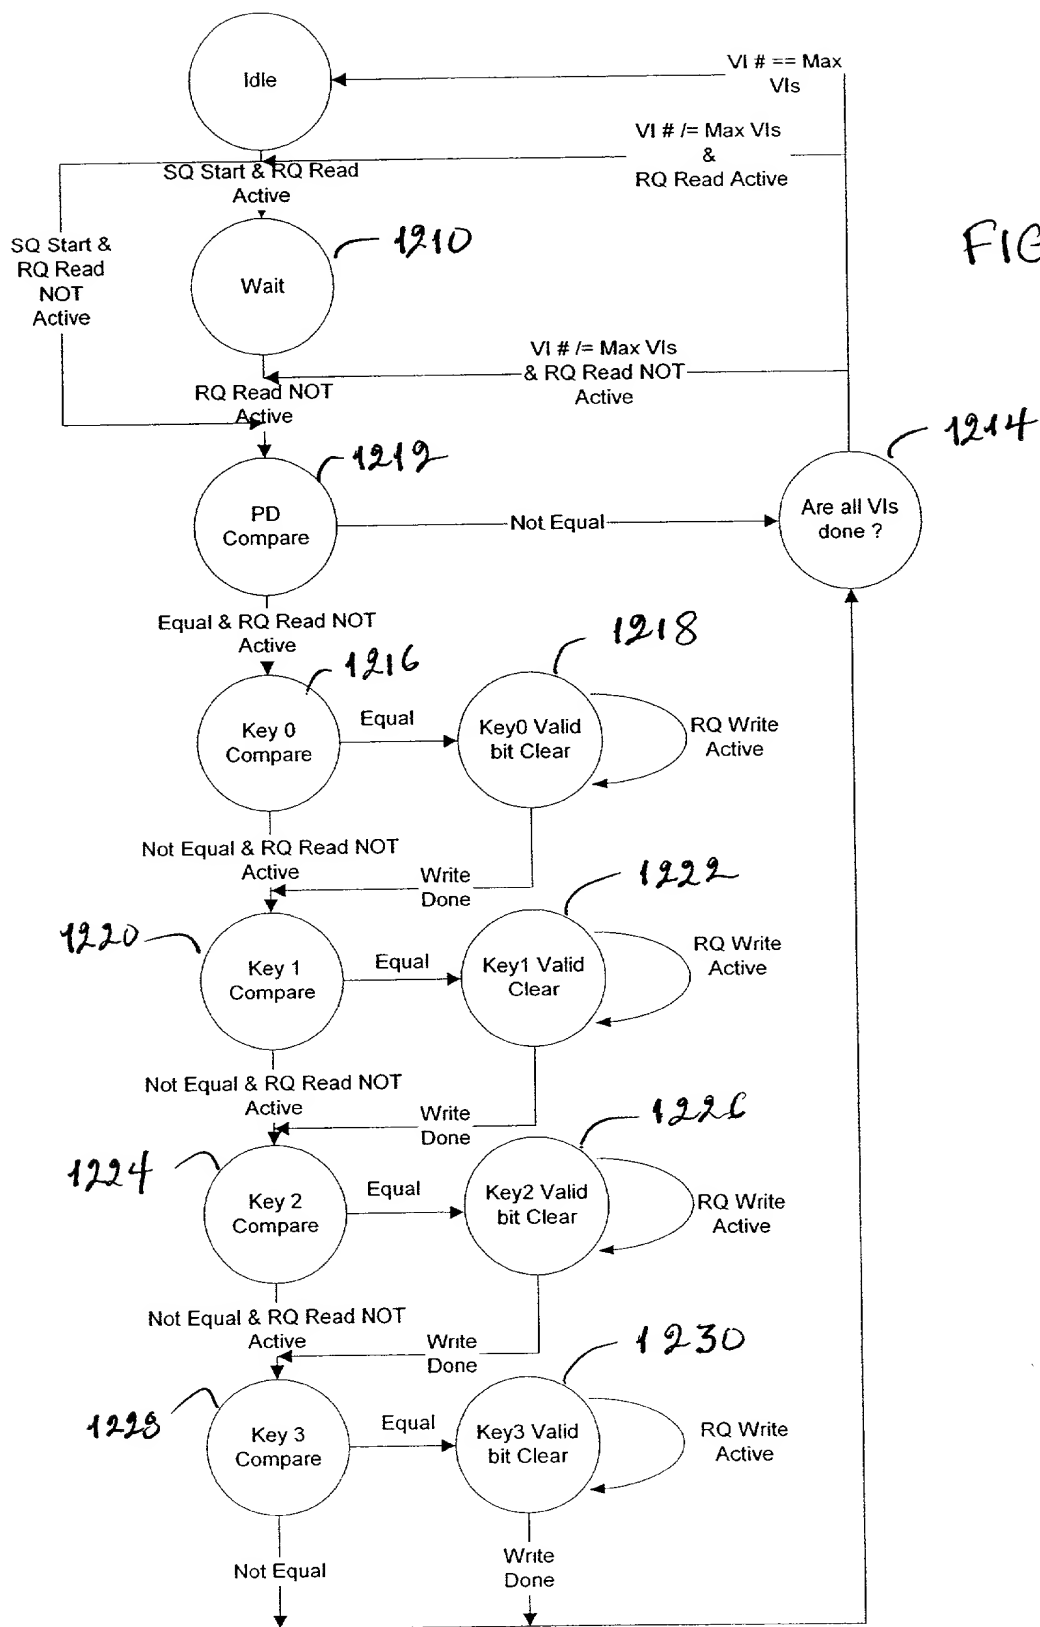 Idle
VI # == Max
VIs
VI # /= Max VIs
&
RQ Read Active
SQ Start & RQ Read
Active
SQ Start &
RQ Read
NOT
Active
1210
FIG
Wait
VI # /= Max VIs
& RQ Read NOT
Active
RQ Read NOT
Active
1212
1214
PD
Compare
Not Equal
Are all VIs
done ?
Equal & RQ Read NOT
Active
1216
1218
Key 0
Compare
Equal
Key0 Valid
bit Clear
RQ Write
Active
Not Equal & RQ Read NOT
Active
Write
Done
1222
1220
Key 1
Compare
Equal
Key1 Valid
Clear
RQ Write
Active
Not Equal & RQ Read NOT
Active
Write
Done
1226
1224
Key 2
Compare
Equal
Key2 Valid
bit Clear
RQ Write
Active
Not Equal & RQ Read NOT
Active
Write
Done
1230
1228
Key 3
Compare
Equal
Key3 Valid
bit Clear
RQ Write
Active
Not Equal
Write
Done